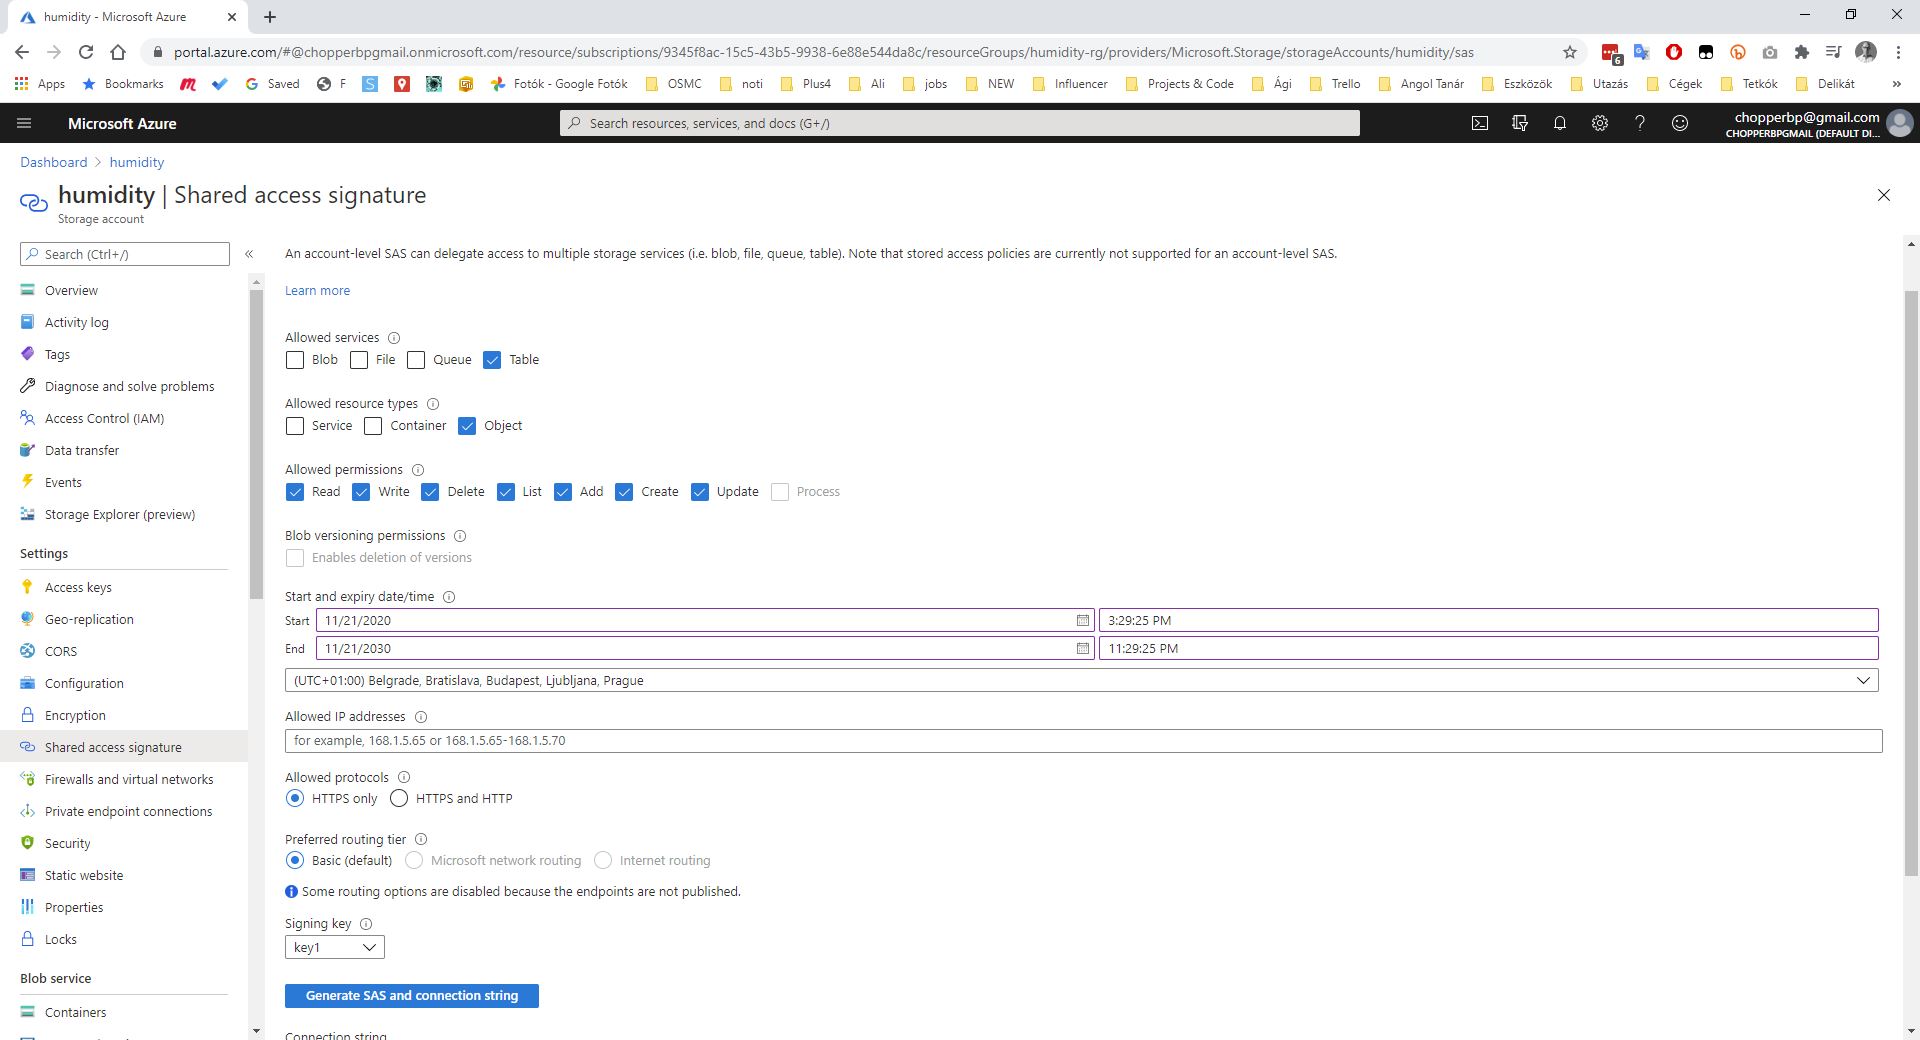 humidity - Microsoft Azure
portal.azure.com/#@chopperbpgmail.onmicrosoft.com/resource/subscriptions/9345f8ac-15c5-43b5-9938-6e88e544da8c/resourceGroups/humidity-rg/providers/Microsoft.Storage/storageAccounts/humidity/sas
6
Apps Bookmarks Saved F Fotók - Google Fotók OSMC noti Plus4 Ali jobs NEW Influencer Projects & Code Ági Trello Angol Tanár Eszközök Utazás Cégek Tetkók Delikát »
Microsoft Azure
Search resources, services, and docs (G+/)
chopperbp@gmail.com
CHOPPERBPGMAIL (DEFAULT DI...
Dashboard > humidity
humidity | Shared access signature
Storage account
Search (Ctrl+/)
«
Overview
Activity log
Tags
Diagnose and solve problems
Access Control (IAM)
Data transfer
Events
Storage Explorer (preview)
Settings
Access keys
Geo-replication
CORS
Configuration
Encryption
Shared access signature
Firewalls and virtual networks
Private endpoint connections
Security
Static website
Properties
Locks
Blob service
Containers
An account-level SAS can delegate access to multiple storage services (i.e. blob, file, queue, table). Note that stored access policies are currently not supported for an account-level SAS.
Learn more
Allowed services
Blob File Queue Table
Allowed resource types
Service Container Object
Allowed permissions
Read Write Delete List Add Create Update Process
Blob versioning permissions
Enables deletion of versions
Start and expiry date/time
Start 11/21/2020 3:29:25 PM
End 11/21/2030 11:29:25 PM
(UTC+01:00) Belgrade, Bratislava, Budapest, Ljubljana, Prague
Allowed IP addresses
for example, 168.1.5.65 or 168.1.5.65-168.1.5.70
Allowed protocols
HTTPS only HTTPS and HTTP
Preferred routing tier
Basic (default) Microsoft network routing Internet routing
Some routing options are disabled because the endpoints are not published.
Signing key
key1
Generate SAS and connection string
Connection string